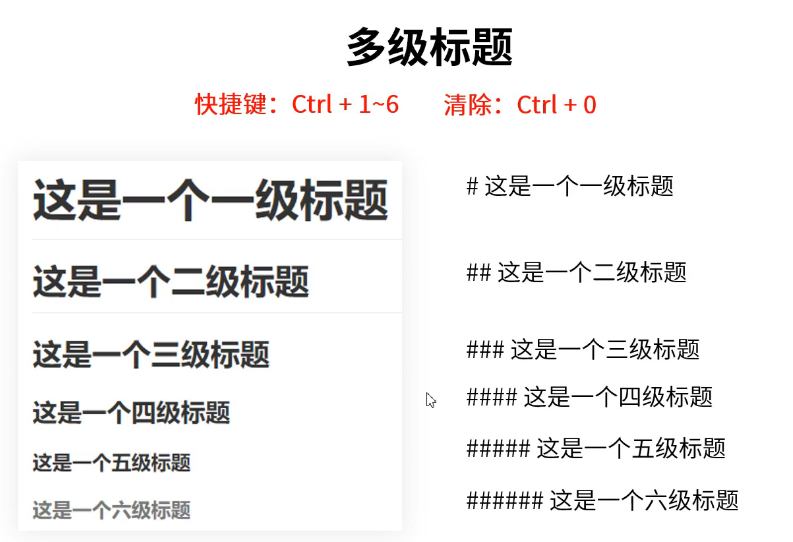 多级标题
快捷键：Ctrl + 1~6 清除：Ctrl + 0
这是一个一级标题
这是一个二级标题
这是一个三级标题
这是一个四级标题
这是一个五级标题
这是一个六级标题
# 这是一个一级标题
## 这是一个二级标题
### 这是一个三级标题
#### 这是一个四级标题
##### 这是一个五级标题
###### 这是一个六级标题